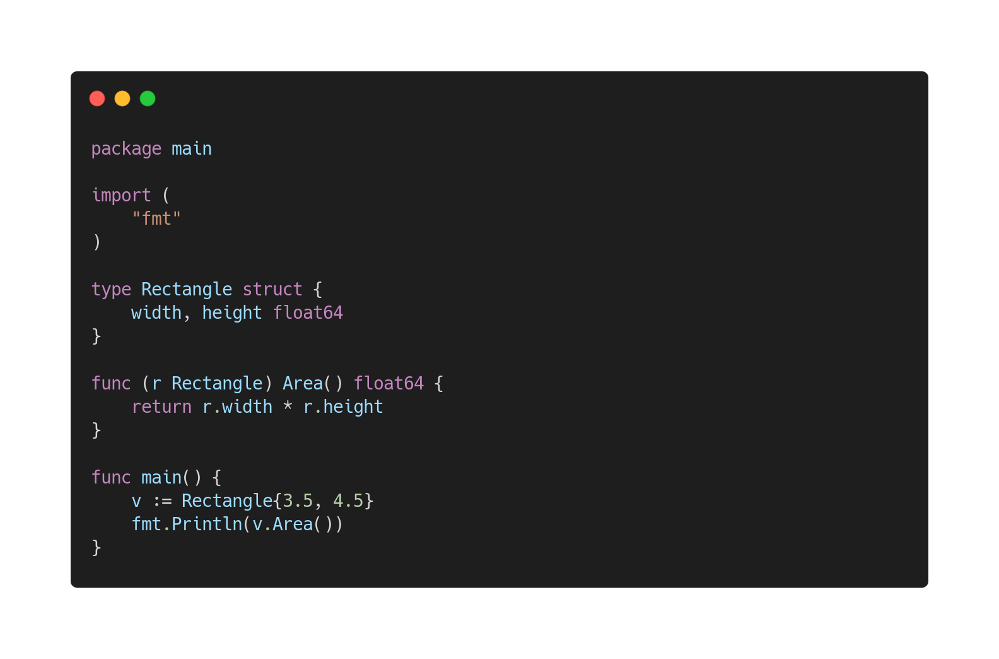 package main
import (
    "fmt"
)
type Rectangle struct {
    width, height float64
}
func (r Rectangle) Area() float64 {
    return r.width * r.height
}
func main() {
    v := Rectangle{3.5, 4.5}
    fmt.Println(v.Area())
}